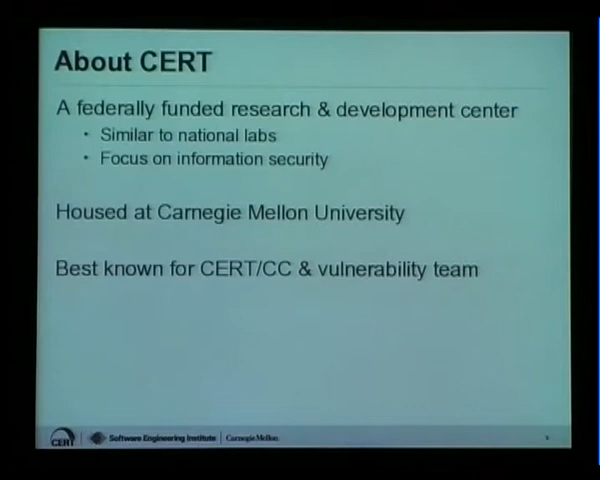 About CERT
A federally funded research & development center
• Similar to national labs
• Focus on information security
Housed at Carnegie Mellon University
Best known for CERT/CC & vulnerability team
CERT | Software Engineering Institute | Carnegie Mellon